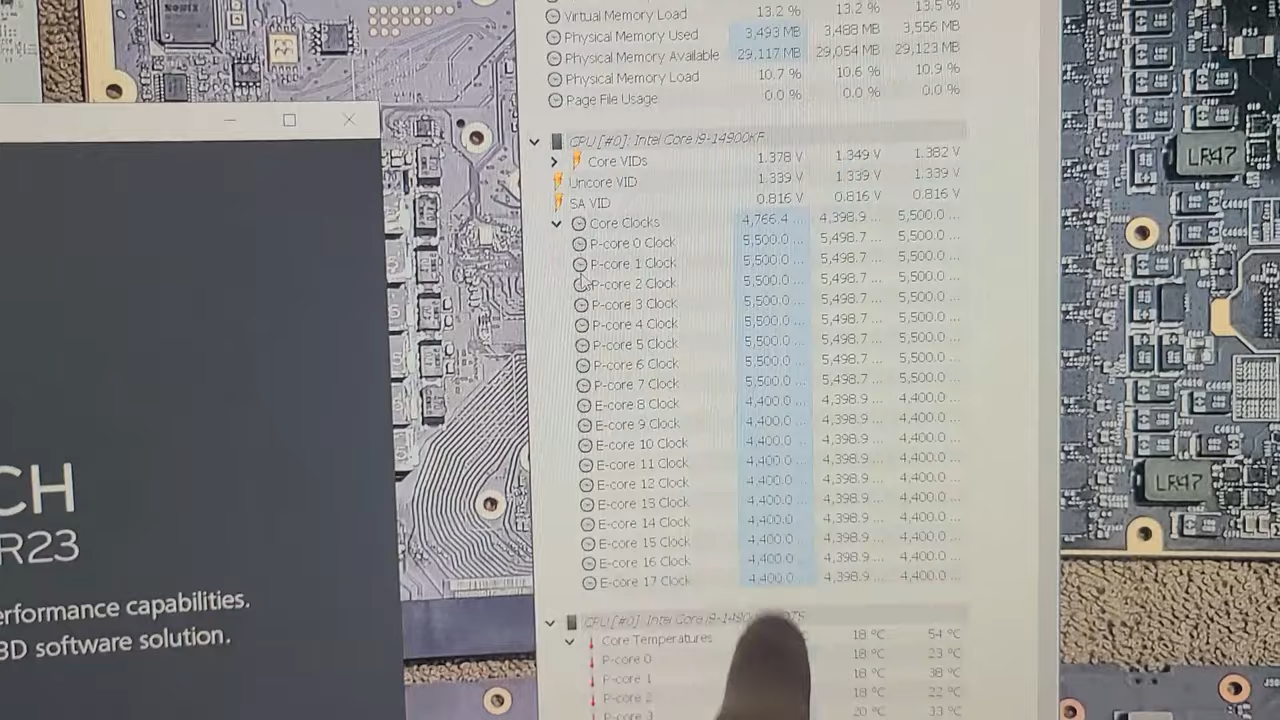 Virtual Memory Load 13.2 % 13.2 % 13.5 %
Physical Memory Used 3,493 MB 3,488 MB 3,556 MB
Physical Memory Available 29,117 MB 29,054 MB 29,123 MB
Physical Memory Load 10.7 % 10.6 % 10.9 %
Page File Usage 0.0 % 0.0 % 0.0 %
CPU [#0]: Intel Core i9-14900KF
Core VIDs 1.378 V 1.349 V 1.382 V
Uncore VID 1.339 V 1.339 V 1.339 V
SA VID 0.816 V 0.816 V 0.816 V
Core Clocks 4,766.4 ... 4,398.9 ... 5,500.0 ...
P-core 0 Clock 5,500.0 ... 5,498.7 ... 5,500.0 ...
P-core 1 Clock 5,500.0 ... 5,498.7 ... 5,500.0 ...
P-core 2 Clock 5,500.0 ... 5,498.7 ... 5,500.0 ...
P-core 3 Clock 5,500.0 ... 5,498.7 ... 5,500.0 ...
P-core 4 Clock 5,500.0 ... 5,498.7 ... 5,500.0 ...
P-core 5 Clock 5,500.0 ... 5,498.7 ... 5,500.0 ...
P-core 6 Clock 5,500.0 ... 5,498.7 ... 5,500.0 ...
P-core 7 Clock 5,500.0 ... 5,498.7 ... 5,500.0 ...
E-core 8 Clock 4,400.0 ... 4,398.9 ... 4,400.0 ...
E-core 9 Clock 4,400.0 ... 4,398.9 ... 4,400.0 ...
E-core 10 Clock 4,400.0 ... 4,398.9 ... 4,400.0 ...
E-core 11 Clock 4,400.0 ... 4,398.9 ... 4,400.0 ...
E-core 12 Clock 4,400.0 ... 4,398.9 ... 4,400.0 ...
E-core 13 Clock 4,400.0 ... 4,398.9 ... 4,400.0 ...
E-core 14 Clock 4,400.0 4,398.9 ... 4,400.0 ...
E-core 15 Clock 4,400.0 4,398.9 ... 4,400.0 ...
E-core 16 Clock 4,400.0 4,398.9 ... 4,400.0 ...
E-core 17 Clock 4,400.0 4,398.9 ... 4,400.0 ...
CPU [#0]: Intel Core
Core Temperatures 18 °C 54 °C
P-core 0 18 °C 23 °C
P-core 1 18 °C 38 °C
P-core 2 18 °C 22 °C
P-core 3 20 °C 33 °C
CH
R23
erformance capabilities.
3D software solution.
LR47
LR47